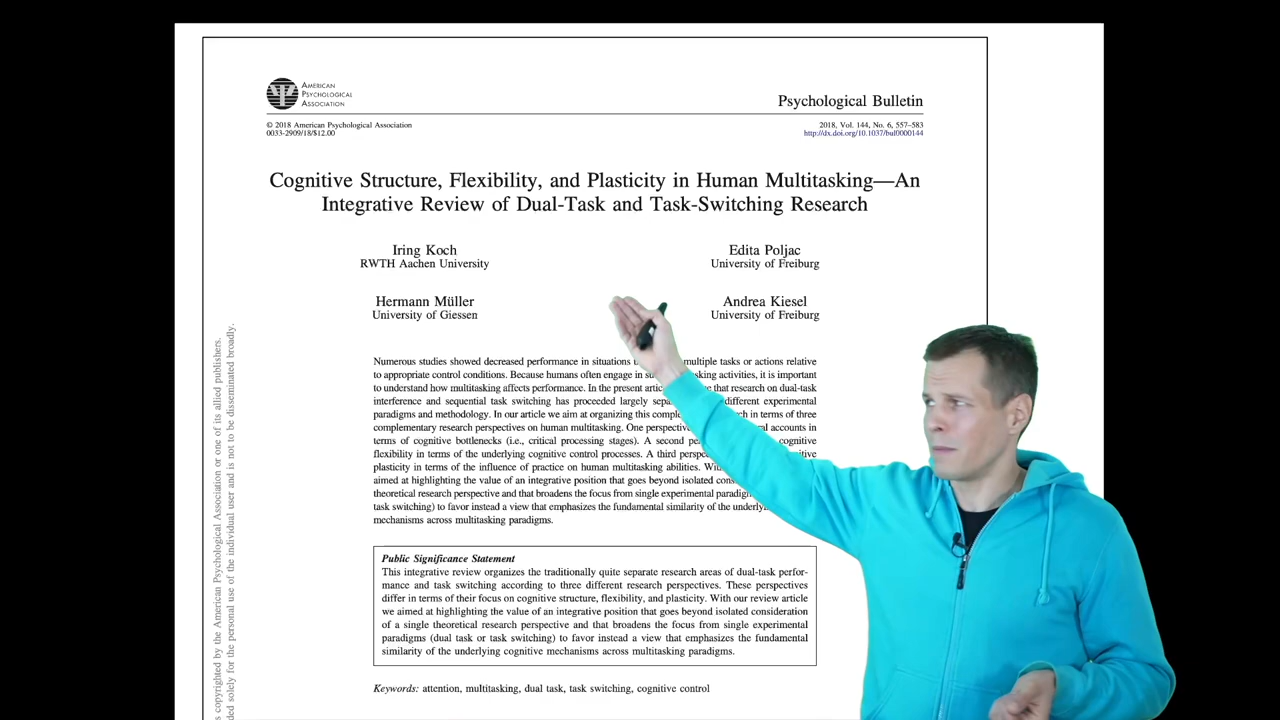 AMERICAN
PSYCHOLOGICAL
ASSOCIATION
Psychological Bulletin
© 2018 American Psychological Association
0033-2909/18/$12.00
2018, Vol. 144, No. 6, 557–583
http://dx.doi.org/10.1037/bul0000144
Cognitive Structure, Flexibility, and Plasticity in Human Multitasking—An
Integrative Review of Dual-Task and Task-Switching Research
Iring Koch
RWTH Aachen University
Edita Poljac
University of Freiburg
Hermann Müller
University of Giessen
Andrea Kiesel
University of Freiburg
Numerous studies showed decreased performance in situations multiple tasks or actions relative
to appropriate control conditions. Because humans often engage in activities, it is important
to understand how multitasking affects performance. In the present that research on dual-task
interference and sequential task switching has proceeded largely different experimental
paradigms and methodology. In our article we aim at organizing this in terms of three
complementary research perspectives on human multitasking. One accounts in
terms of cognitive bottlenecks (i.e., critical processing stages). A second cognitive
flexibility in terms of the underlying cognitive control processes. A third
plasticity in terms of the influence of practice on human multitasking abilities.
aimed at highlighting the value of an integrative position that goes beyond isolated
theoretical research perspective and that broadens the focus from single experimental
task switching) to favor instead a view that emphasizes the fundamental similarity of the
mechanisms across multitasking paradigms.
Public Significance Statement
This integrative review organizes the traditionally quite separate research areas of dual-task perfor-
mance and task switching according to three different research perspectives. These perspectives
differ in terms of their focus on cognitive structure, flexibility, and plasticity. With our review article
we aimed at highlighting the value of an integrative position that goes beyond isolated consideration
of a single theoretical research perspective and that broadens the focus from single experimental
paradigms (dual task or task switching) to favor instead a view that emphasizes the fundamental
similarity of the underlying cognitive mechanisms across multitasking paradigms.
Keywords: attention, multitasking, dual task, task switching, cognitive control
copyrighted by the American Psychological Association or one of its allied publishers.
solely for the personal use of the individual user and is not to be disseminated broadly.